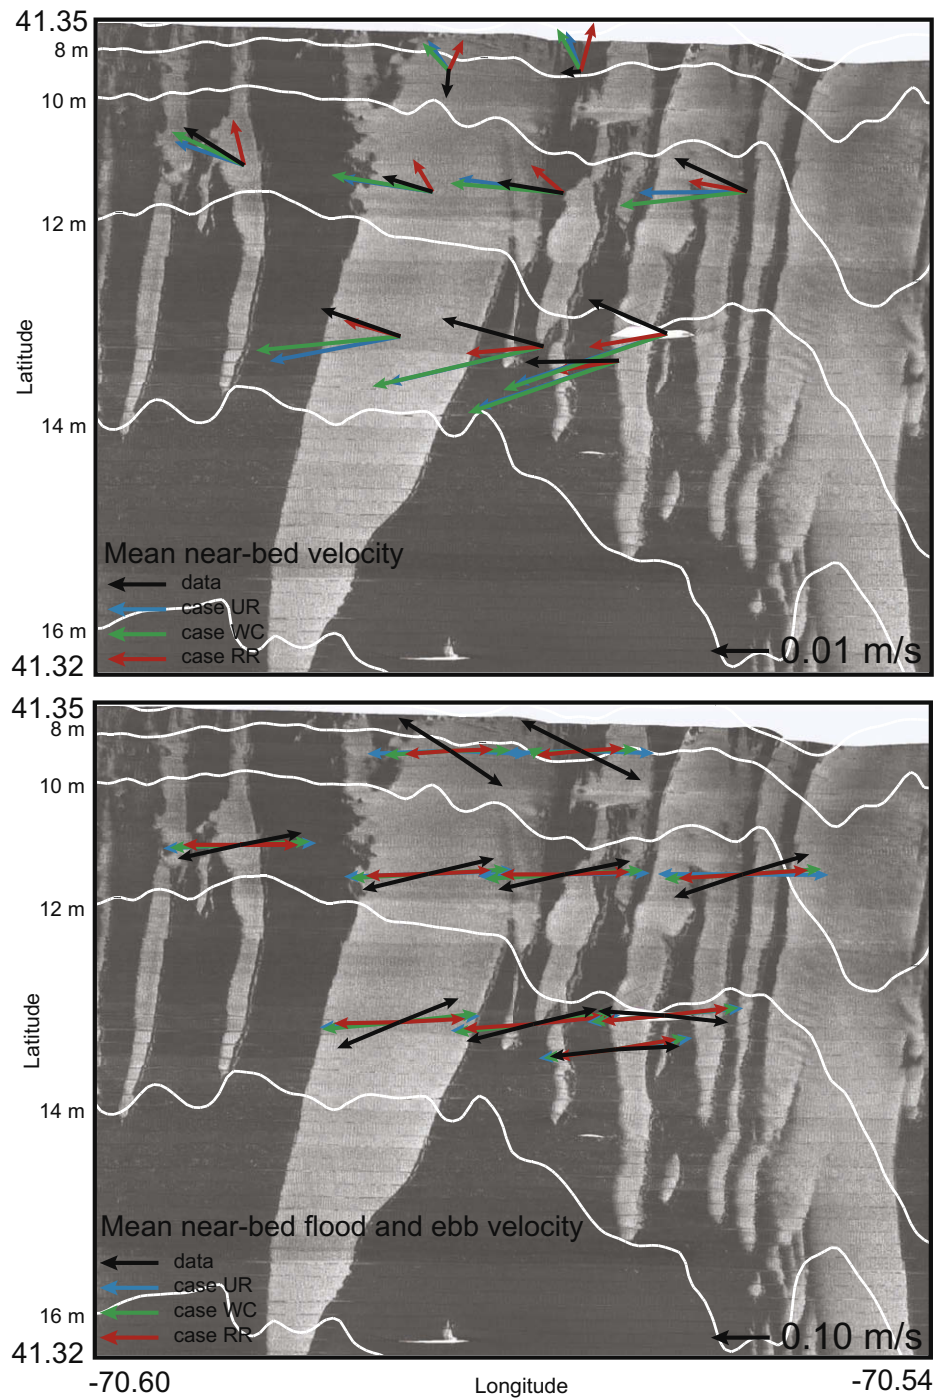 41.35
8 m
10 m
12 m
Latitude
14 m
Mean near-bed velocity
data
case UR
case WC
case RR
16 m
41.32
0.01 m/s
41.35
8 m
10 m
12 m
Latitude
14 m
Mean near-bed flood and ebb velocity
data
case UR
case WC
case RR
16 m
41.32
0.10 m/s
-70.60
Longitude
-70.54